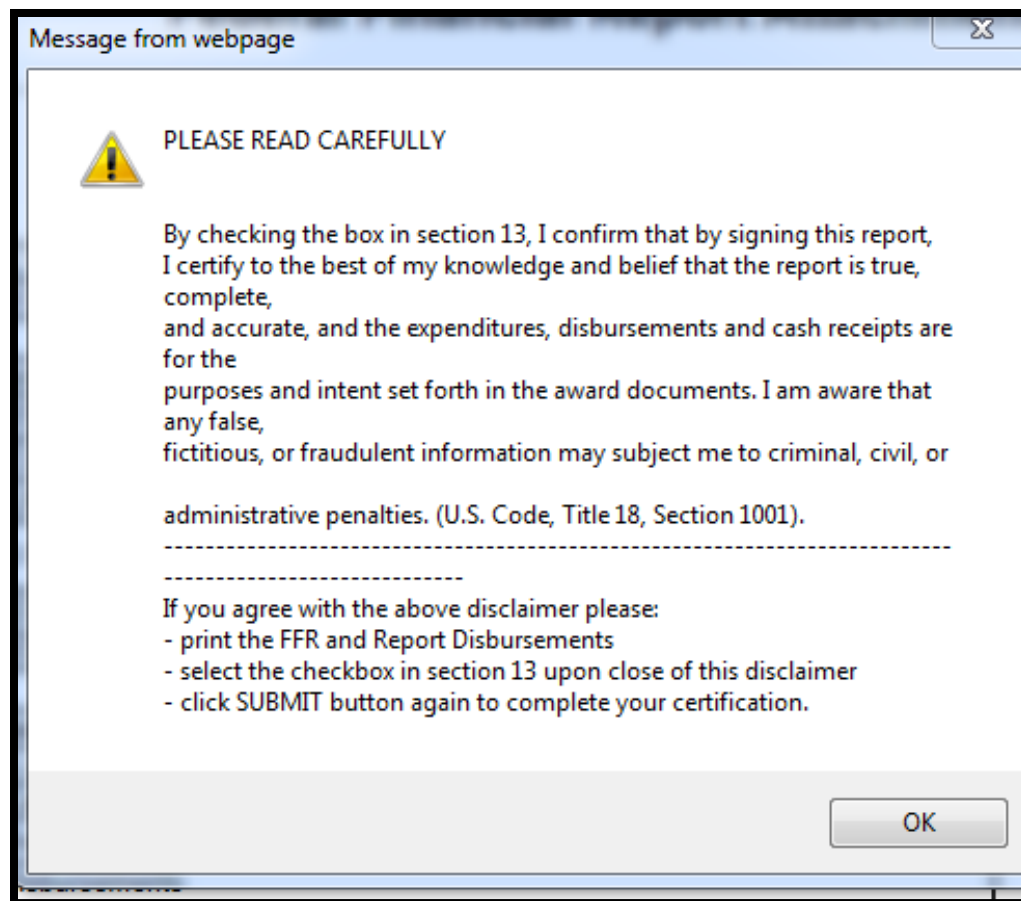 Message from webpage
PLEASE READ CAREFULLY
By checking the box in section 13, I confirm that by signing this report,
I certify to the best of my knowledge and belief that the report is true,
complete,
and accurate, and the expenditures, disbursements and cash receipts are
for the
purposes and intent set forth in the award documents. I am aware that
any false,
fictitious, or fraudulent information may subject me to criminal, civil, or
administrative penalties. (U.S. Code, Title 18, Section 1001).
----------------------------------------------------------------------------
-----------------------------
If you agree with the above disclaimer please:
- print the FFR and Report Disbursements
- select the checkbox in section 13 upon close of this disclaimer
- click SUBMIT button again to complete your certification.
OK